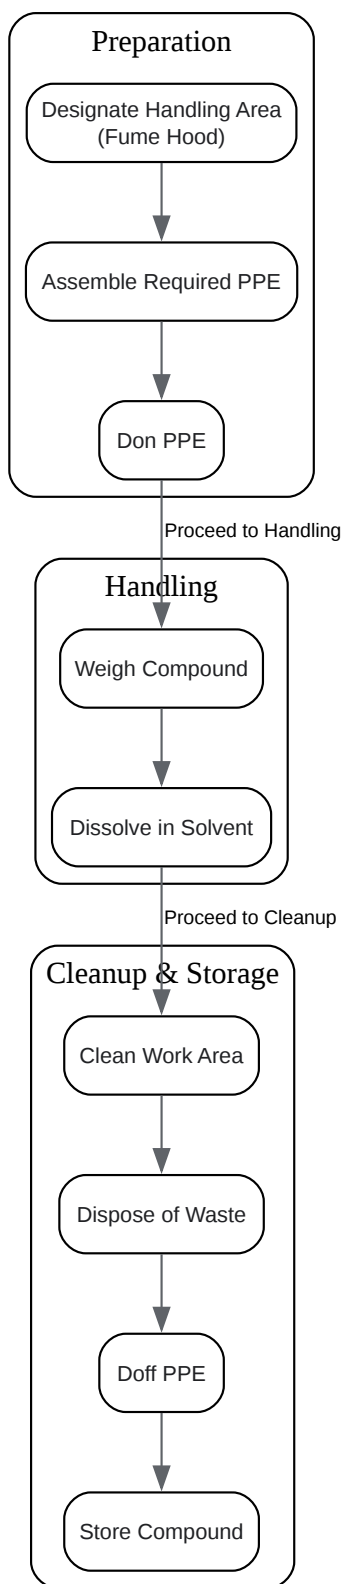 Preparation
Designate Handling Area
(Fume Hood)
Assemble Required PPE
Don PPE
Proceed to Handling
Handling
Weigh Compound
Dissolve in Solvent
Proceed to Cleanup
Cleanup & Storage
Clean Work Area
Dispose of Waste
Doff PPE
Store Compound